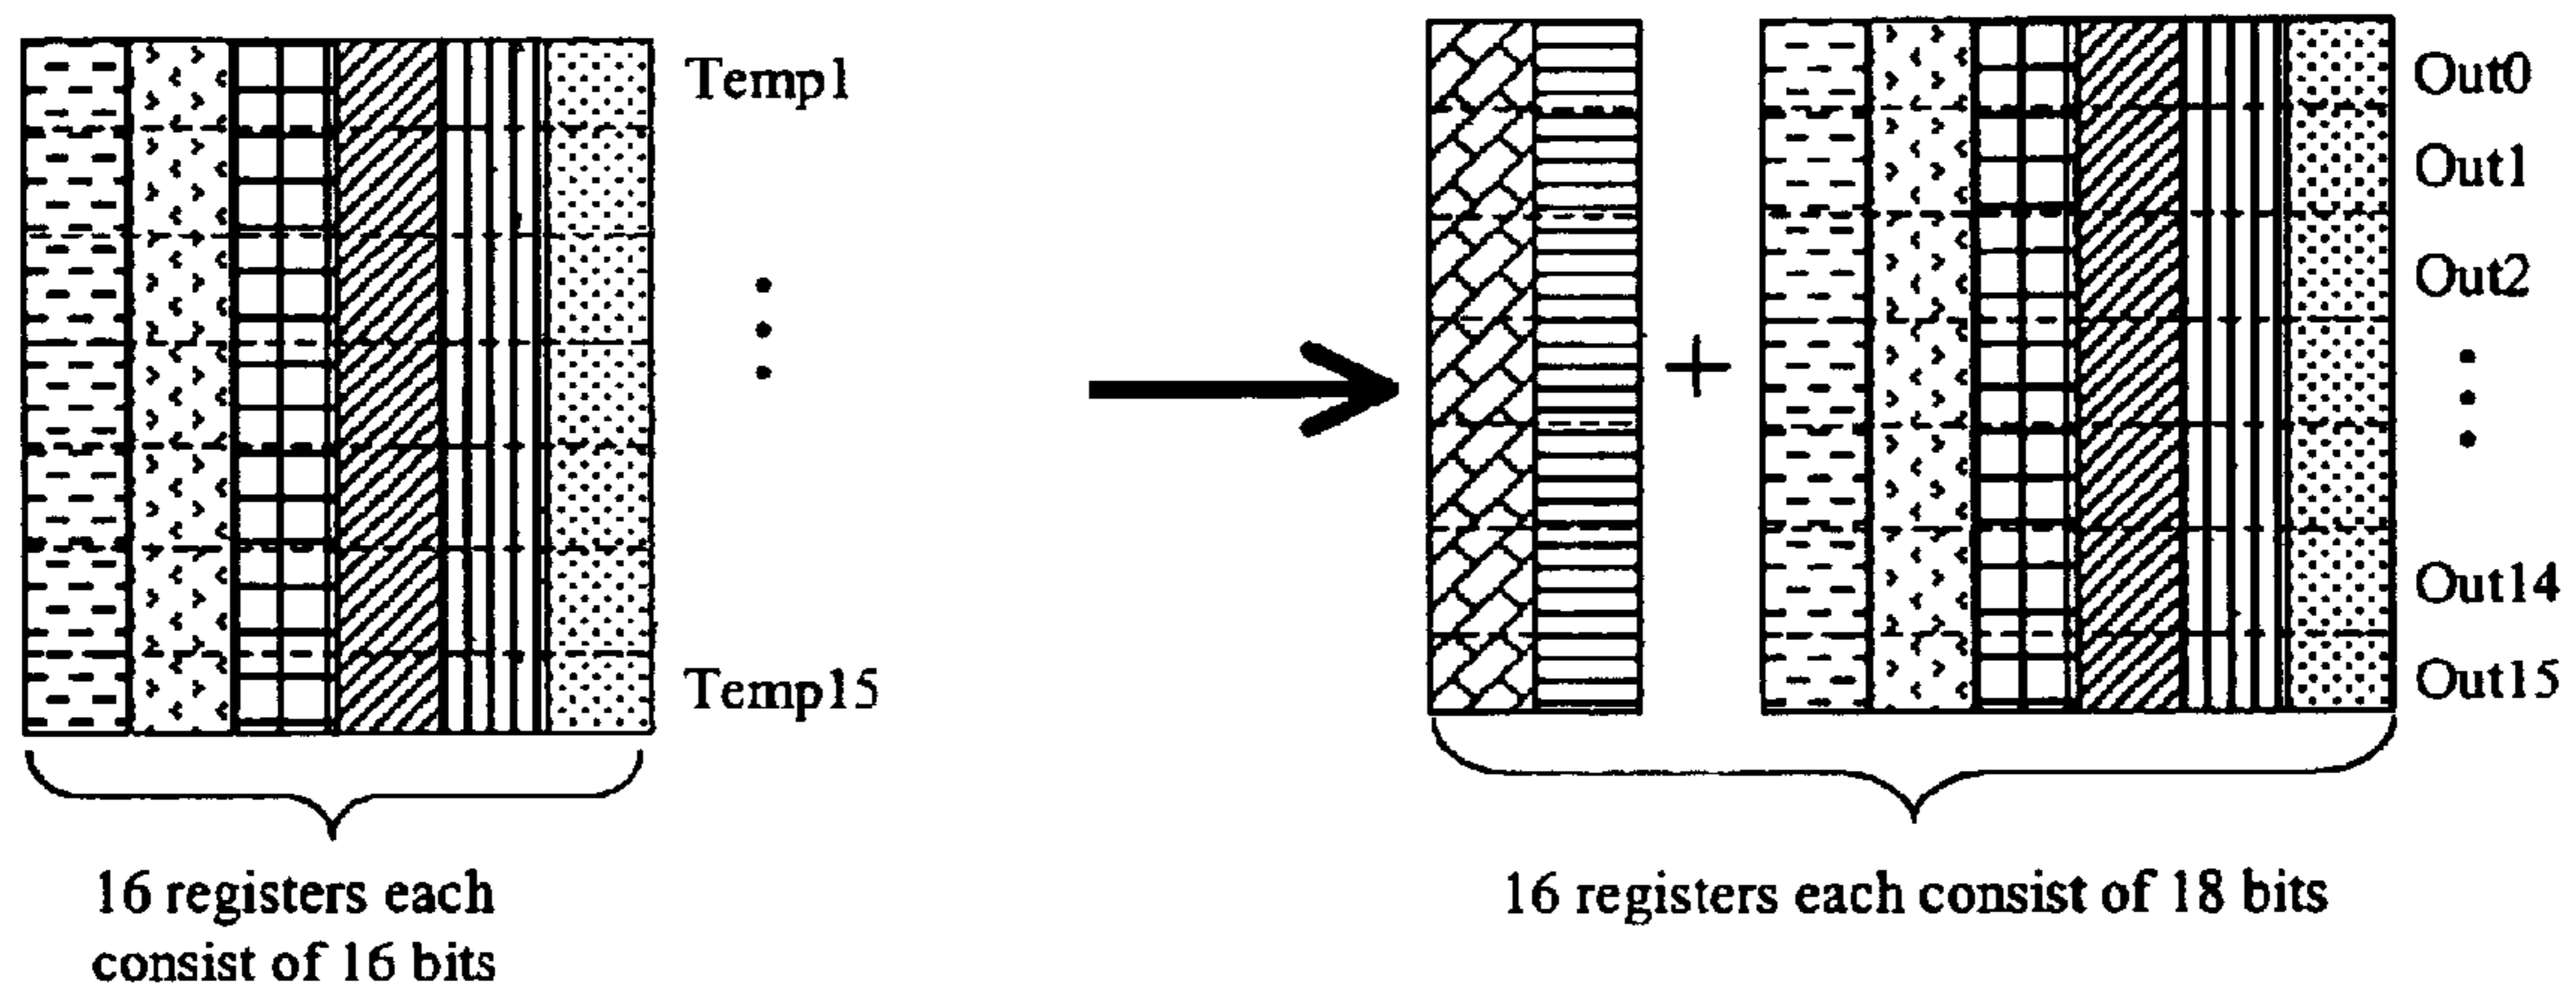 Temp1
Temp15
16 registers each
consist of 16 bits
+
Out0
Out1
Out2
Out14
Out15
16 registers each consist of 18 bits